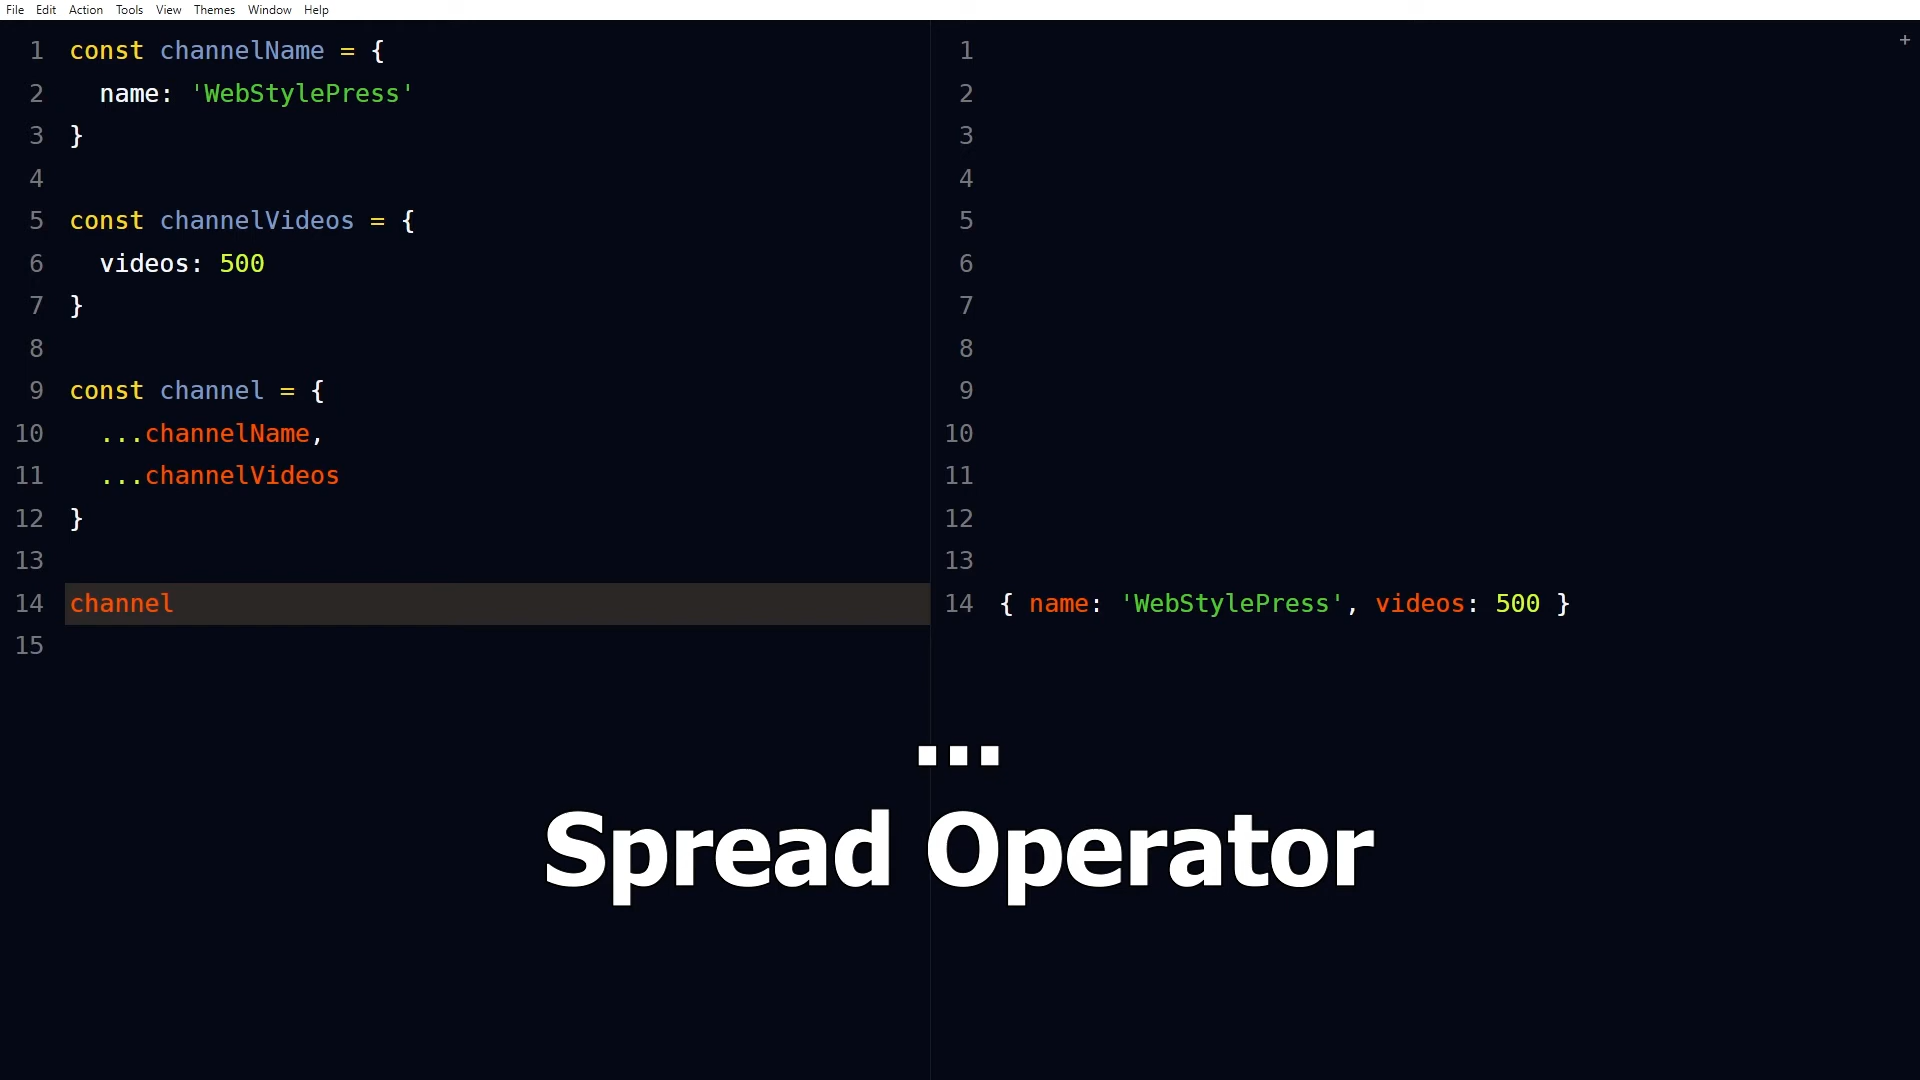 File Edit Action Tools View Themes Window Help
1 const channelName = {
2   name: 'WebStylePress'
3 }
4
5 const channelVideos = {
6   videos: 500
7 }
8
9 const channel = {
10   ...channelName,
11   ...channelVideos
12 }
13
14 channel
15
+
1
2
3
4
5
6
7
8
9
10
11
12
13
14 { name: 'WebStylePress', videos: 500 }
...
Spread Operator